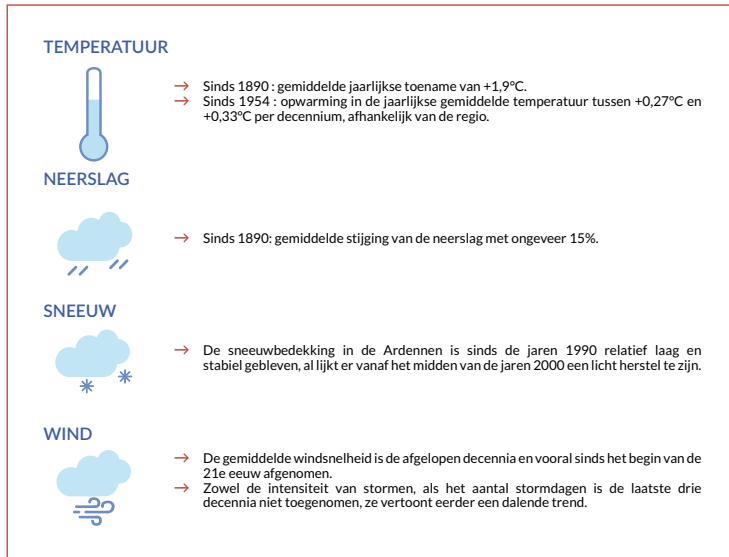 TEMPERATUUR
→ Sinds 1890 : gemiddelde jaarlijkse toename van +1,9°C.
→ Sinds 1954 : opwarming in de jaarlijkse gemiddelde temperatuur tussen +0,27°C en
+0,33°C per decennium, afhankelijk van de regio.
NEERSLAG
→ Sinds 1890: gemiddelde stijging van de neerslag met ongeveer 15%.
SNEEUW
→ De sneeuwbedekking in de Ardennen is sinds de jaren 1990 relatief laag en
stabiel gebleven, al lijkt er vanaf het midden van de jaren 2000 een licht herstel te zijn.
WIND
→ De gemiddelde windsnelheid is de afgelopen decennia en vooral sinds het begin van de
21e eeuw afgenomen.
→ Zowel de intensiteit van stormen, als het aantal stormdagen is de laatste drie
decennia niet toegenomen, ze vertoont eerder een dalende trend.